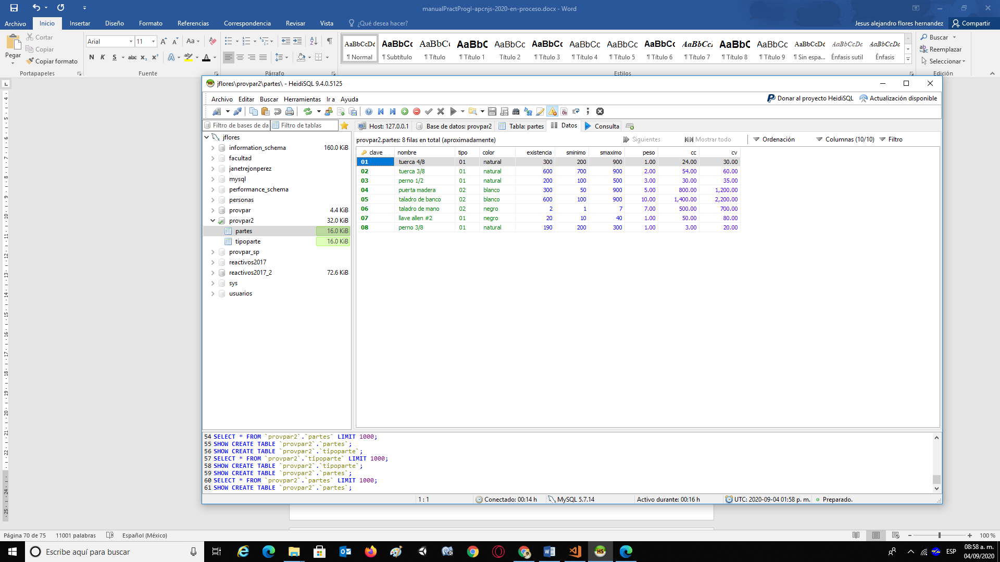 manualPractProgI-apcnjs-2020-en-proceso.docx - Word
Archivo Inicio Insertar Diseño Formato Referencias Correspondencia Revisar Vista ¿Qué desea hacer? Jesus alejandro flores hernandez Compartir
Pegar Cortar Copiar Copiar formato
Arial 11
N K S abc x₂ x² Aa
AaBbCcDd AaBbCc AaBbCc AaBbC AaBbCc AaBbCc AaBbCc AaBbCc AaBbCc AaBbCc AaBbC AaBbCc AaBbCcDd AaBbCcDc AaBbCcDc
¶ Normal ¶ Subtítulo ¶ Título ¶ Título 1 Título 2 ¶ Título 3 ¶ Título 4 ¶ Título 5 ¶ Título 6 ¶ Título 7 ¶ Título 8 ¶ Título 9 ¶ Sin espa... Énfasis sutil Énfasis
Buscar
Reemplazar
Seleccionar
Portapapeles Fuente Párrafo Estilos Edición
jflores\provpar2\partes\ - HeidiSQL 9.4.0.5125
Archivo Editar Buscar Herramientas Ir a Ayuda Donar al proyecto HeidiSQL Actualización disponible
Filtro de bases de da Filtro de tablas Host: 127.0.0.1 Base de datos: provpar2 Tabla: partes Datos Consulta
provpar2.partes: 8 filas en total (aproximadamente) Siguientes Mostrar todo Ordenación Columnas (10/10) Filtro
jflores
information_schema 160.0 KiB
facultad
janetrejonperez
mysql
performance_schema
personas
provpar 4.4 KiB
provpar2 32.0 KiB
partes 16.0 KiB
tipoparte 16.0 KiB
provpar_sp
reactivos2017
reactivos2017_2 72.6 KiB
sys
usuarios
clave nombre tipo color existencia sminimo smaximo peso cc cv
01 tuerca 4/8 01 natural 300 200 900 1.00 24.00 30.00
02 tuerca 3/8 01 natural 600 700 900 2.00 54.00 60.00
03 perno 1/2 01 natural 200 100 500 3.00 30.00 35.00
04 puerta madera 02 blanco 300 50 900 5.00 800.00 1,200.00
05 taladro de banco 02 blanco 600 100 900 10.00 1,400.00 2,200.00
06 taladro de mano 02 negro 2 1 7 7.00 500.00 700.00
07 llave allen #2 01 negro 20 10 40 1.00 50.00 80.00
08 perno 3/8 01 natural 190 200 300 1.00 3.00 20.00
54 SELECT * FROM `provpar2`.`partes` LIMIT 1000;
55 SHOW CREATE TABLE `provpar2`.`partes`;
56 SHOW CREATE TABLE `provpar2`.`tipoparte`;
57 SELECT * FROM `provpar2`.`tipoparte` LIMIT 1000;
58 SHOW CREATE TABLE `provpar2`.`tipoparte`;
59 SHOW CREATE TABLE `provpar2`.`partes`;
60 SELECT * FROM `provpar2`.`partes` LIMIT 1000;
61 SHOW CREATE TABLE `provpar2`.`partes`;
1 : 1 Conectado: 00:14 h MySQL 5.7.14 Activo durante: 00:16 h UTC: 2020-09-04 01:58 p. m. Preparado.
Página 70 de 75 11001 palabras Español (México) 100 %
Escribe aquí para buscar ESP 08:58 a. m.
04/09/2020